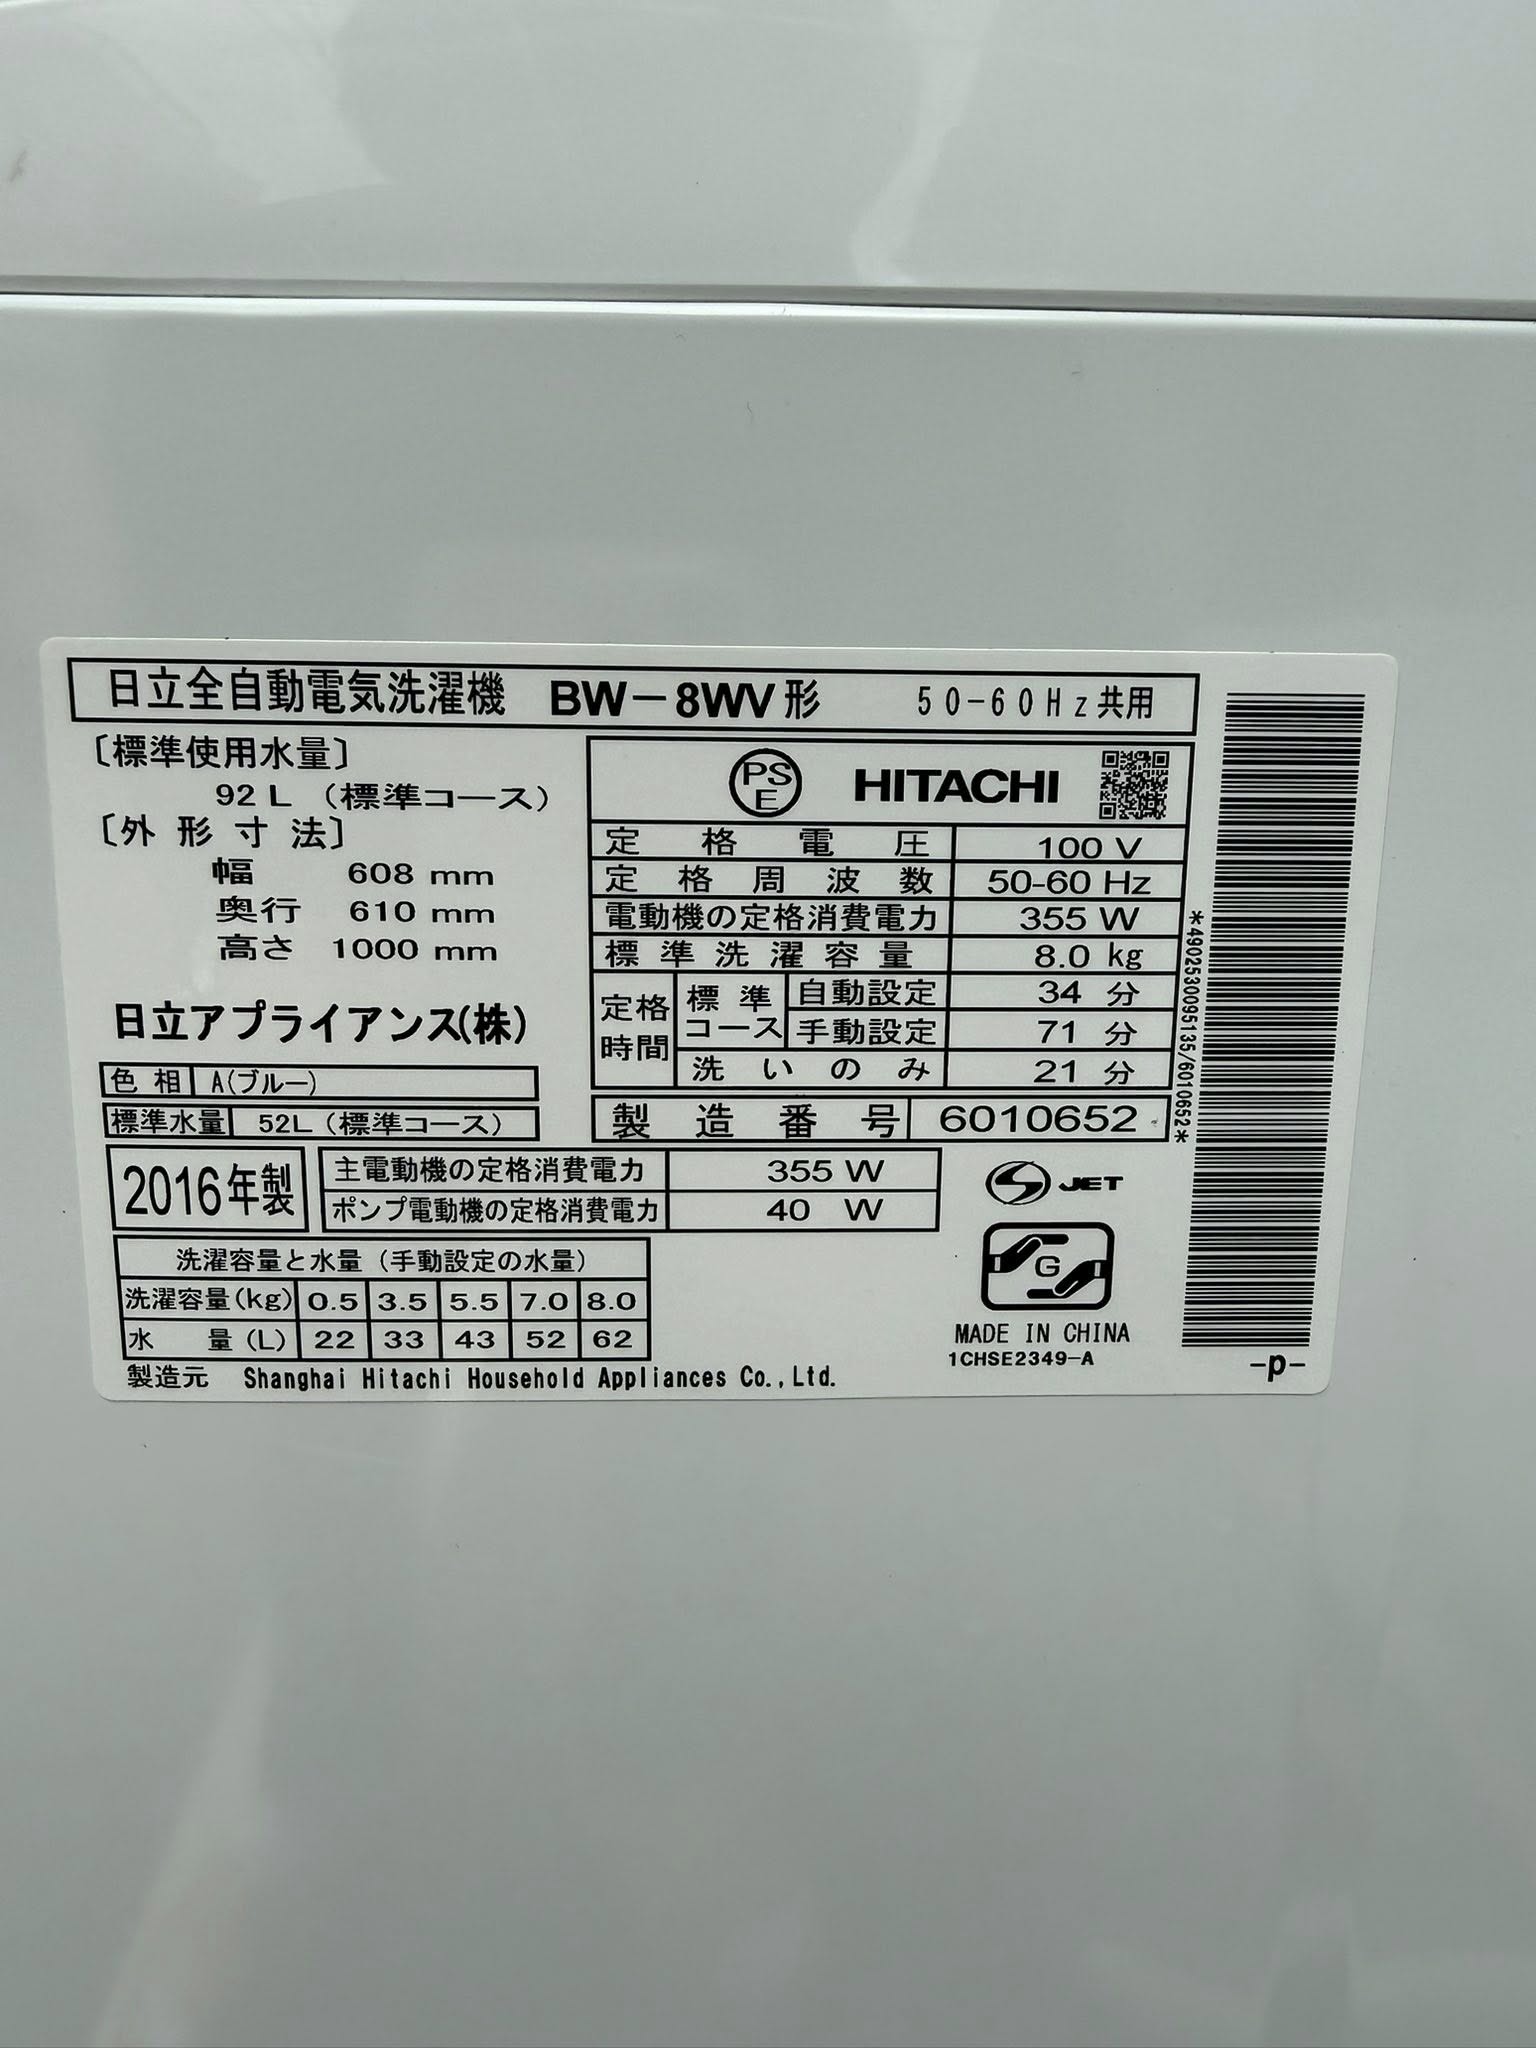 日立全自動電気洗濯機 BW-8WV形 50-60Hz共用
〔標準使用水量〕
92L (標準コース)
〔外形寸法〕
幅 608 mm
奥行 610 mm
高さ 1000 mm
日立アプライアンス(株)
色相 A(ブルー)
標準水量 52L (標準コース)
PS E HITACHI
定格電圧 100 V
定格周波数 50-60 Hz
電動機の定格消費電力 355 W
標準洗濯容量 8.0 kg
定格時間 標準コース 自動設定 34 分
手動設定 71 分
洗いのみ 21 分
製造番号 6010652
2016年製
主電動機の定格消費電力 355 W
ポンプ電動機の定格消費電力 40 W
洗濯容量と水量 (手動設定の水量)
洗濯容量(kg) 0.5 3.5 5.5 7.0 8.0
水量(L) 22 33 43 52 62
製造元 Shanghai Hitachi Household Appliances Co.,Ltd.
S JET
G
MADE IN CHINA
1CHSE2349-A
*4902530095135/6010652*
-p-